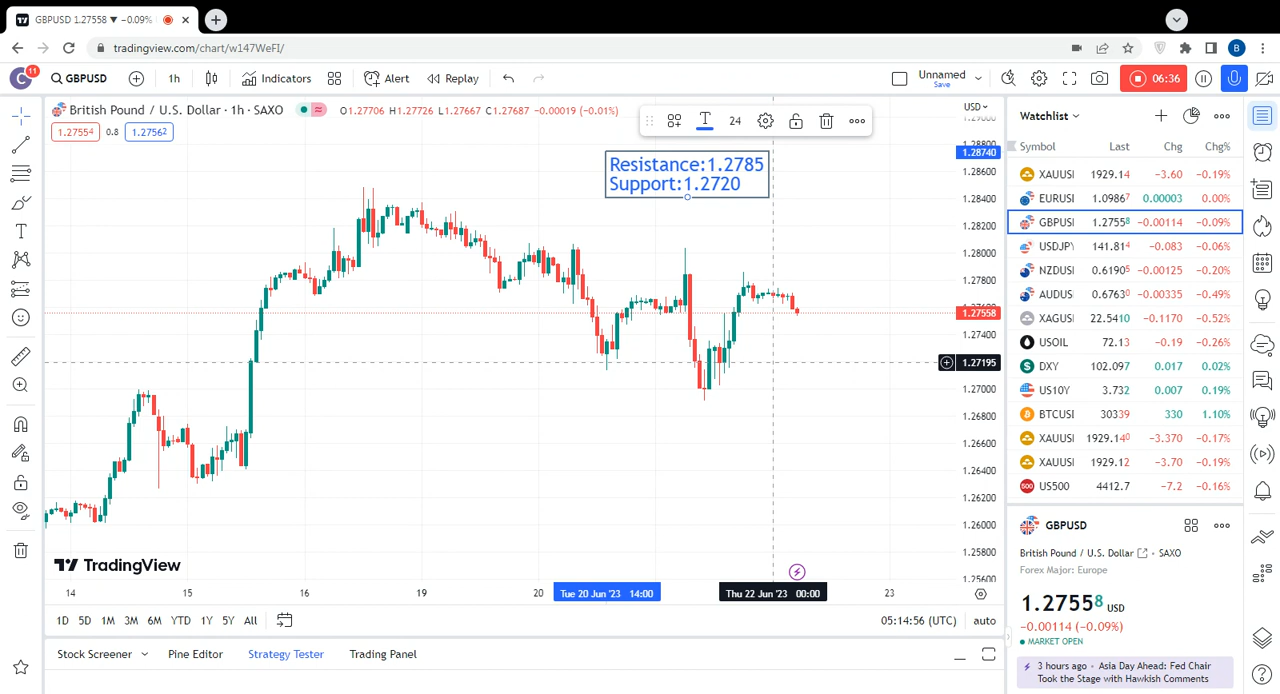 GBPUSD 1.27558 ▼ −0.09%
tradingview.com/chart/w147WeFI/
C 11 GBPUSD 1h Indicators Alert Replay Unnamed Save 06:36
B
British Pound / U.S. Dollar · 1h · SAXO O1.27706 H1.27726 L1.27667 C1.27687 −0.00019 (−0.01%)
1.27554 0.8 1.27562
T 24
Resistance:1.2785
Support:1.2720
USD
1.28740
1.28600
1.28400
1.28200
1.28000
1.27800
1.27558
1.27400
1.27195
1.27000
1.26800
1.26600
1.26400
1.26200
1.26000
1.25800
TradingView
14 15 16 19 20 Tue 20 Jun '23 14:00 Thu 22 Jun '23 00:00 23
1D 5D 1M 3M 6M YTD 1Y 5Y All 05:14:56 (UTC) auto
Stock Screener Pine Editor Strategy Tester Trading Panel
Watchlist
Symbol Last Chg Chg%
XAUUSI 1929.14 −3.60 −0.19%
EURUSI 1.09867 0.00003 0.00%
GBPUSI 1.27558 −0.00114 −0.09%
USDJPY 141.814 −0.083 −0.06%
NZDUSI 0.61905 −0.00125 −0.20%
AUDUSI 0.67630 −0.00335 −0.49%
XAGUSI 22.5410 −0.1170 −0.52%
USOIL 72.13 −0.19 −0.26%
DXY 102.097 0.017 0.02%
US10Y 3.732 0.007 0.19%
BTCUSI 30339 330 1.10%
XAUUSI 1929.140 −3.370 −0.17%
XAUUSI 1929.12 −3.70 −0.19%
500 US500 4412.7 −7.2 −0.16%
GBPUSD
British Pound / U.S. Dollar · SAXO
Forex Major: Europe
1.27558 USD
−0.00114 (−0.09%)
MARKET OPEN
3 hours ago · Asia Day Ahead: Fed Chair
Took the Stage with Hawkish Comments